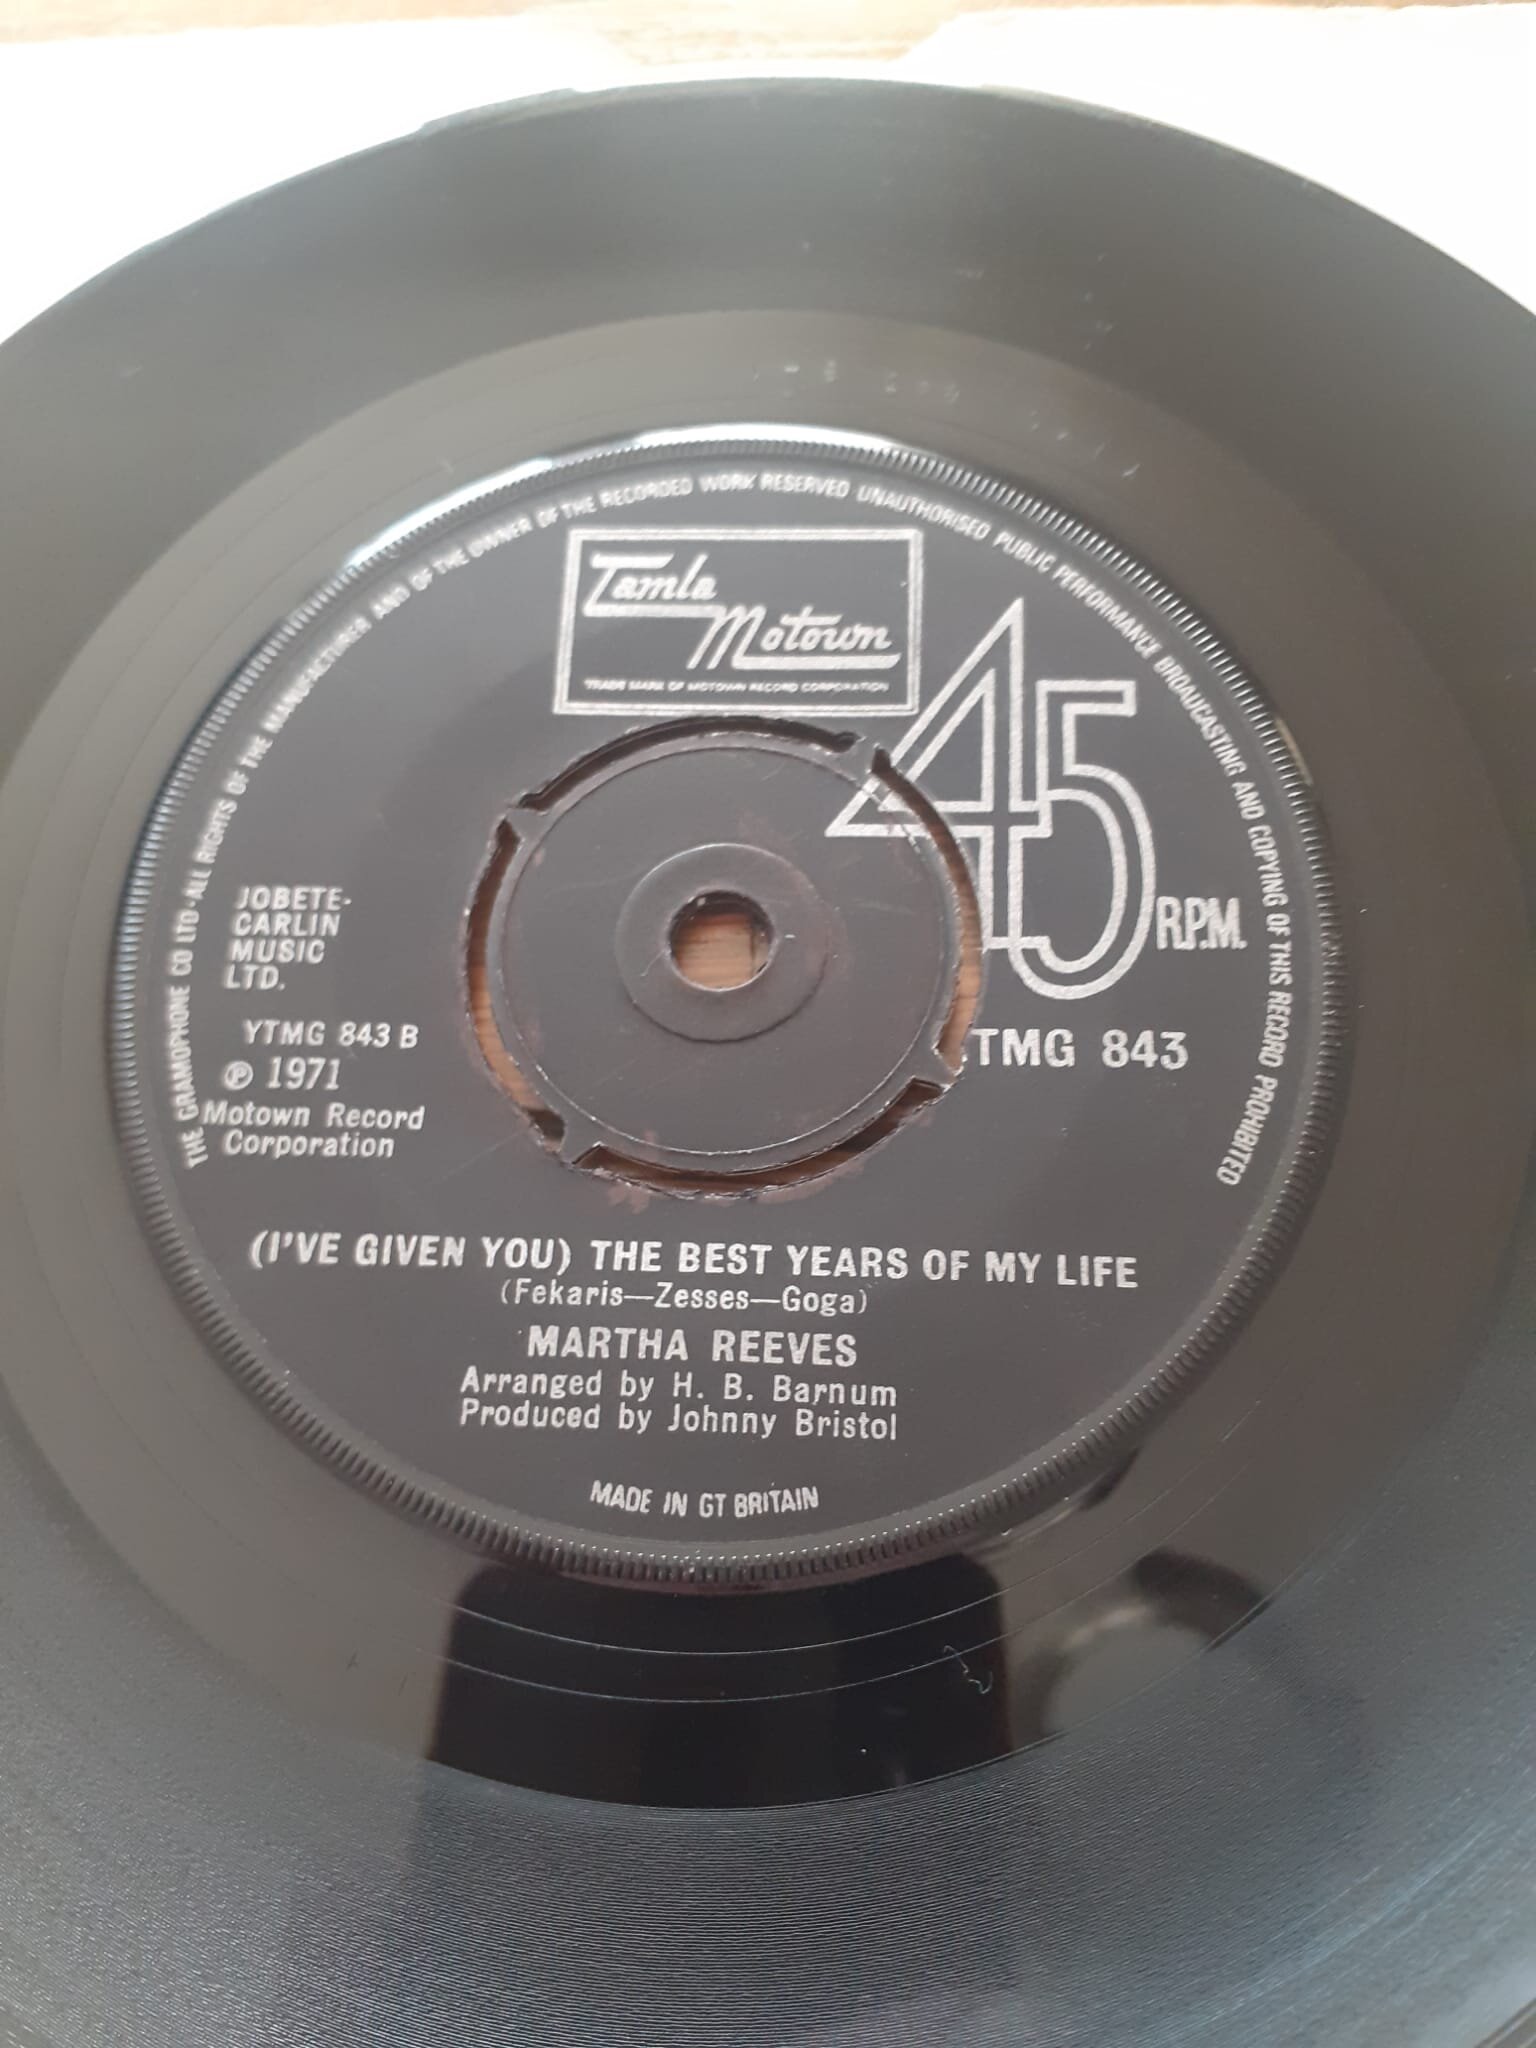 THE GRAMOPHONE CO LTD·ALL RIGHTS OF THE MANUFACTURER AND OF THE OWNER OF THE RECORDED WORK RESERVED UNAUTHORISED PUBLIC PERFORMANCE BROADCASTING AND COPYING OF THIS RECORD PROHIBITED
Tamla
Motown
TRADE MARK OF MOTOWN RECORD CORPORATION
45
R.P.M.
JOBETE-
CARLIN
MUSIC
LTD.
YTMG 843 B
℗ 1971
Motown Record
Corporation
TMG 843
(I'VE GIVEN YOU) THE BEST YEARS OF MY LIFE
(Fekaris—Zesses—Goga)
MARTHA REEVES
Arranged by H. B. Barnum
Produced by Johnny Bristol
MADE IN GT BRITAIN